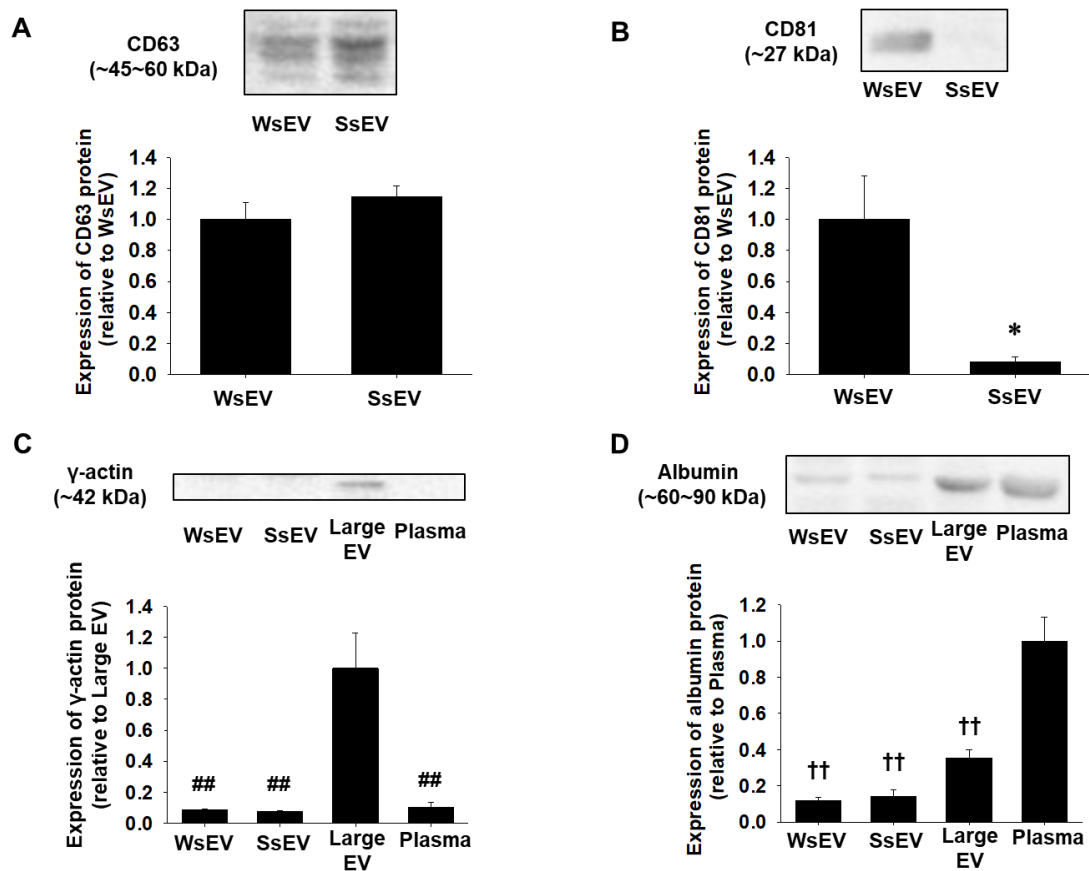 A
CD63
(~45~60 kDa)
WsEV SsEV
Expression of CD63 protein
(relative to WsEV)
1.4
1.2
1.0
0.8
0.6
0.4
0.2
0.0
WsEV SsEV
B
CD81
(~27 kDa)
WsEV SsEV
Expression of CD81 protein
(relative to WsEV)
1.4
1.2
1.0
0.8
0.6
0.4
0.2
0.0
*
WsEV SsEV
C
γ-actin
(~42 kDa)
WsEV SsEV Large EV Plasma
Expression of γ-actin protein
(relative to Large EV)
1.4
1.2
1.0
0.8
0.6
0.4
0.2
0.0
## ## ##
WsEV SsEV Large EV Plasma
D
Albumin
(~60~90 kDa)
WsEV SsEV Large EV Plasma
Expression of albumin protein
(relative to Plasma)
1.2
1.0
0.8
0.6
0.4
0.2
0.0
†† †† ††
WsEV SsEV Large EV Plasma